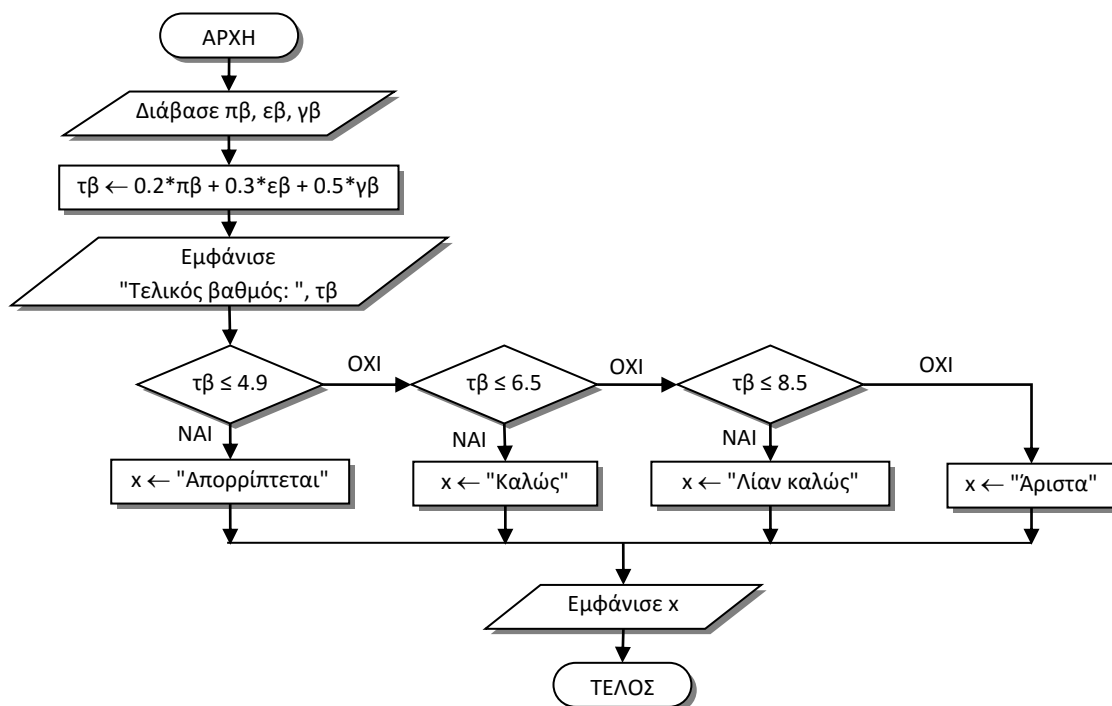 ΑΡΧΗ
Διάβασε πβ, εβ, γβ
τβ ← 0.2*πβ + 0.3*εβ + 0.5*γβ
Εμφάνισε
"Τελικός βαθμός: ", τβ
τβ ≤ 4.9
ΟΧΙ
τβ ≤ 6.5
ΟΧΙ
τβ ≤ 8.5
ΟΧΙ
ΝΑΙ
ΝΑΙ
ΝΑΙ
x ← "Απορρίπτεται"
x ← "Καλώς"
x ← "Λίαν καλώς"
x ← "Άριστα"
Εμφάνισε x
ΤΕΛΟΣ